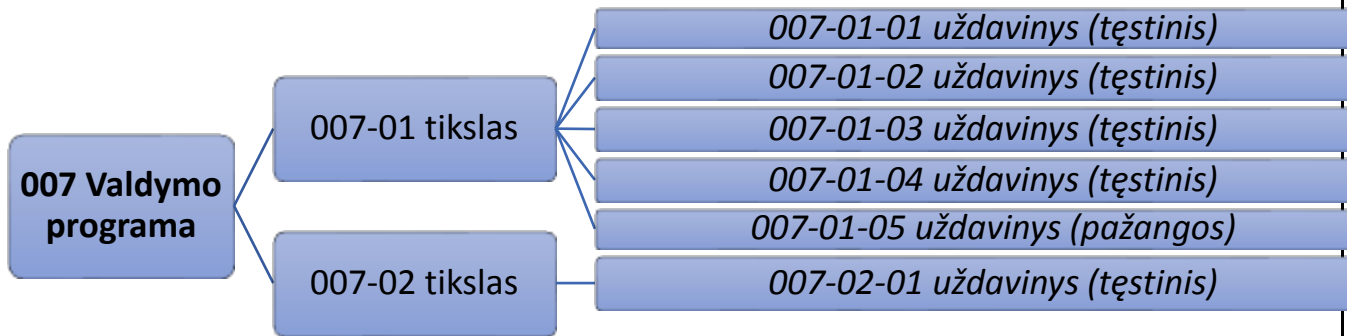 007 Valdymo
programa
007-01 tikslas
007-01-01 uždavinys (tęstinis)
007-01-02 uždavinys (tęstinis)
007-01-03 uždavinys (tęstinis)
007-01-04 uždavinys (tęstinis)
007-01-05 uždavinys (pažangos)
007-02 tikslas
007-02-01 uždavinys (tęstinis)